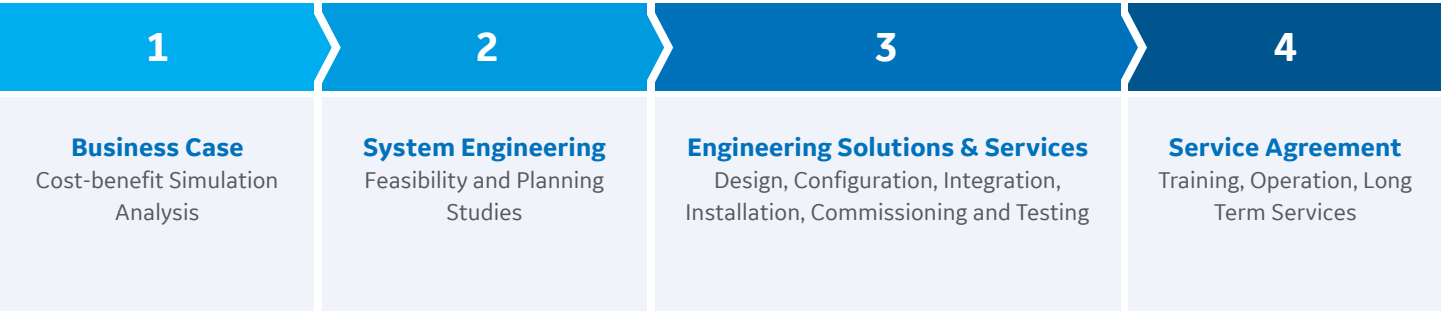 1
2
3
4
Business Case
Cost-benefit Simulation
Analysis
System Engineering
Feasibility and Planning
Studies
Engineering Solutions & Services
Design, Configuration, Integration,
Installation, Commissioning and Testing
Service Agreement
Training, Operation, Long
Term Services